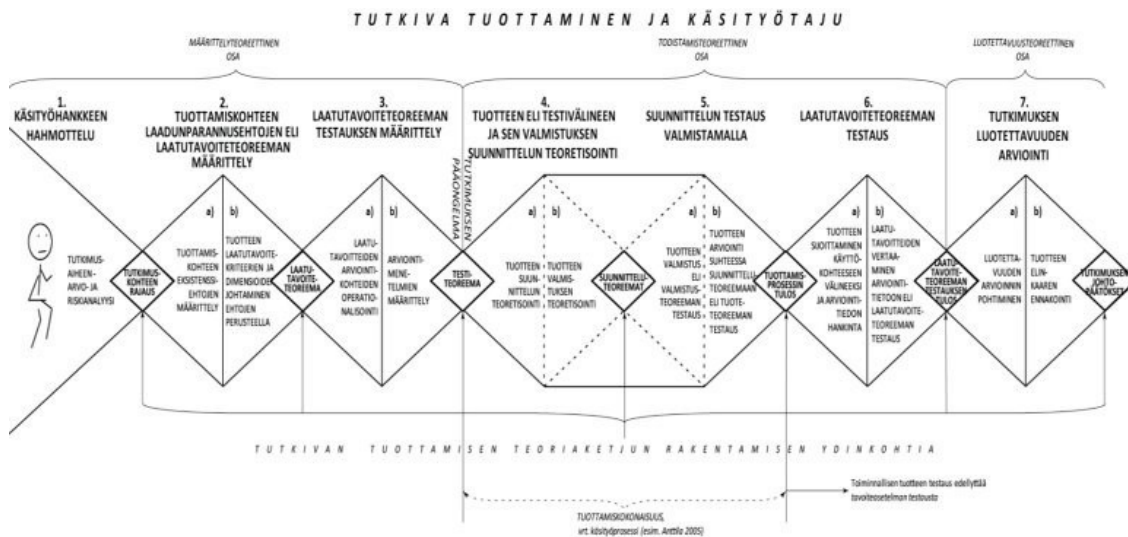 TUTKIVA TUOTTAMINEN JA KÄSITYÖTAJU
MÄÄRITTELYTEOREETTINEN
OSA
TODISTAMISTEOREETTINEN
OSA
LUOTETTAVUUSTEOREETTINEN
OSA
1.
KÄSITYÖHANKKEEN
HAHMOTTELU
2.
TUOTTAMISKOHTEEN
LAADUNPARANNUSEHTOJEN ELI
LAATUTAVOITETEOREEMAN
MÄÄRITTELY
3.
LAATUTAVOITETEOREEMAN
TESTAUKSEN MÄÄRITTELY
4.
TUOTTEEN ELI TESTIVÄLINEEN
JA SEN VALMISTUKSEN
SUUNNITTELUN TEORETISOINTI
5.
SUUNNITTELUN TESTAUS
VALMISTAMALLA
6.
LAATUTAVOITETEOREEMAN
TESTAUS
7.
TUTKIMUKSEN
LUOTETTAVUUDEN
ARVIOINTI
TUTKIMUS-
AIHEEN-
ARVO- JA
RISKIANALYYSI
TUTKIMUS-
KOHTEEN
RAJAUS
a)
TUOTTAMIS-
KOHTEEN
EKSISTENSSI-
EHTOJEN
MÄÄRITTELY
b)
TUOTTEEN
LAATUTAVOITE-
KRITEERIEN JA
DIMENSIOIDEN
JOHTAMINEN
EHTOJEN
PERUSTEELLA
LAATU-
TAVOITE-
TEOREEMA
a)
LAATU-
TAVOITTEIDEN
ARVIOINTI-
KOHTEIDEN
OPERATIO-
NALISOINTI
b)
ARVIOINTI-
MENE-
TELMIEN
MÄÄRITTELY
TUTKIMUKSEN
PÄÄONGELMA
TESTI-
TEOREEMA
a)
TUOTTEEN
SUUN-
NITTELUN
TEORETISOINTI
b)
TUOTTEEN
VALMIS-
TUKSEN
TEORETISOINTI
SUUNNITTELU-
TEOREEMAT
a)
TUOTTEEN
VALMISTUS
ELI
VALMISTUS-
TEOREEMAN
TESTAUS
b)
TUOTTEEN
ARVIOINTI
SUHTEESSA
SUUNNITTELU-
TEOREEMAAN
ELI TUOTE-
TEOREEMAN
TESTAUS
TUOTTAMIS-
PROSESSIN
TULOS
a)
TUOTTEEN
SIJOITTAMINEN
KÄYTTÖ-
KOHTEESEEN
VÄLINEEKSI
JA ARVIOINTI-
TIEDON
HANKINTA
b)
LAATU-
TAVOITTEIDEN
VERTAA-
MINEN
ARVIOINTI-
TIETOON ELI
LAATUTAVOITE-
TEOREEMAN
TESTAUS
LAATU-
TAVOITE-
TEOREEMAN
TESTAUKSEN
TULOS
a)
LUOTETTA-
VUUDEN
ARVIOINNIN
POHTIMINEN
b)
TUOTTEEN
ELIN-
KAAREN
ENNAKOINTI
TUTKIMUKSEN
JOHTO-
PÄÄTÖKSET
TUTKIVAN TUOTTAMISEN TEORIAKETJUN RAKENTAMISEN YDINKOHTIA
Toiminnallisen tuotteen testaus edellyttää
tavoiteasetelman testausta
TUOTTAMISKOKONAISUUS,
vrt. käsityöprosessi (esim. Anttila 2005)